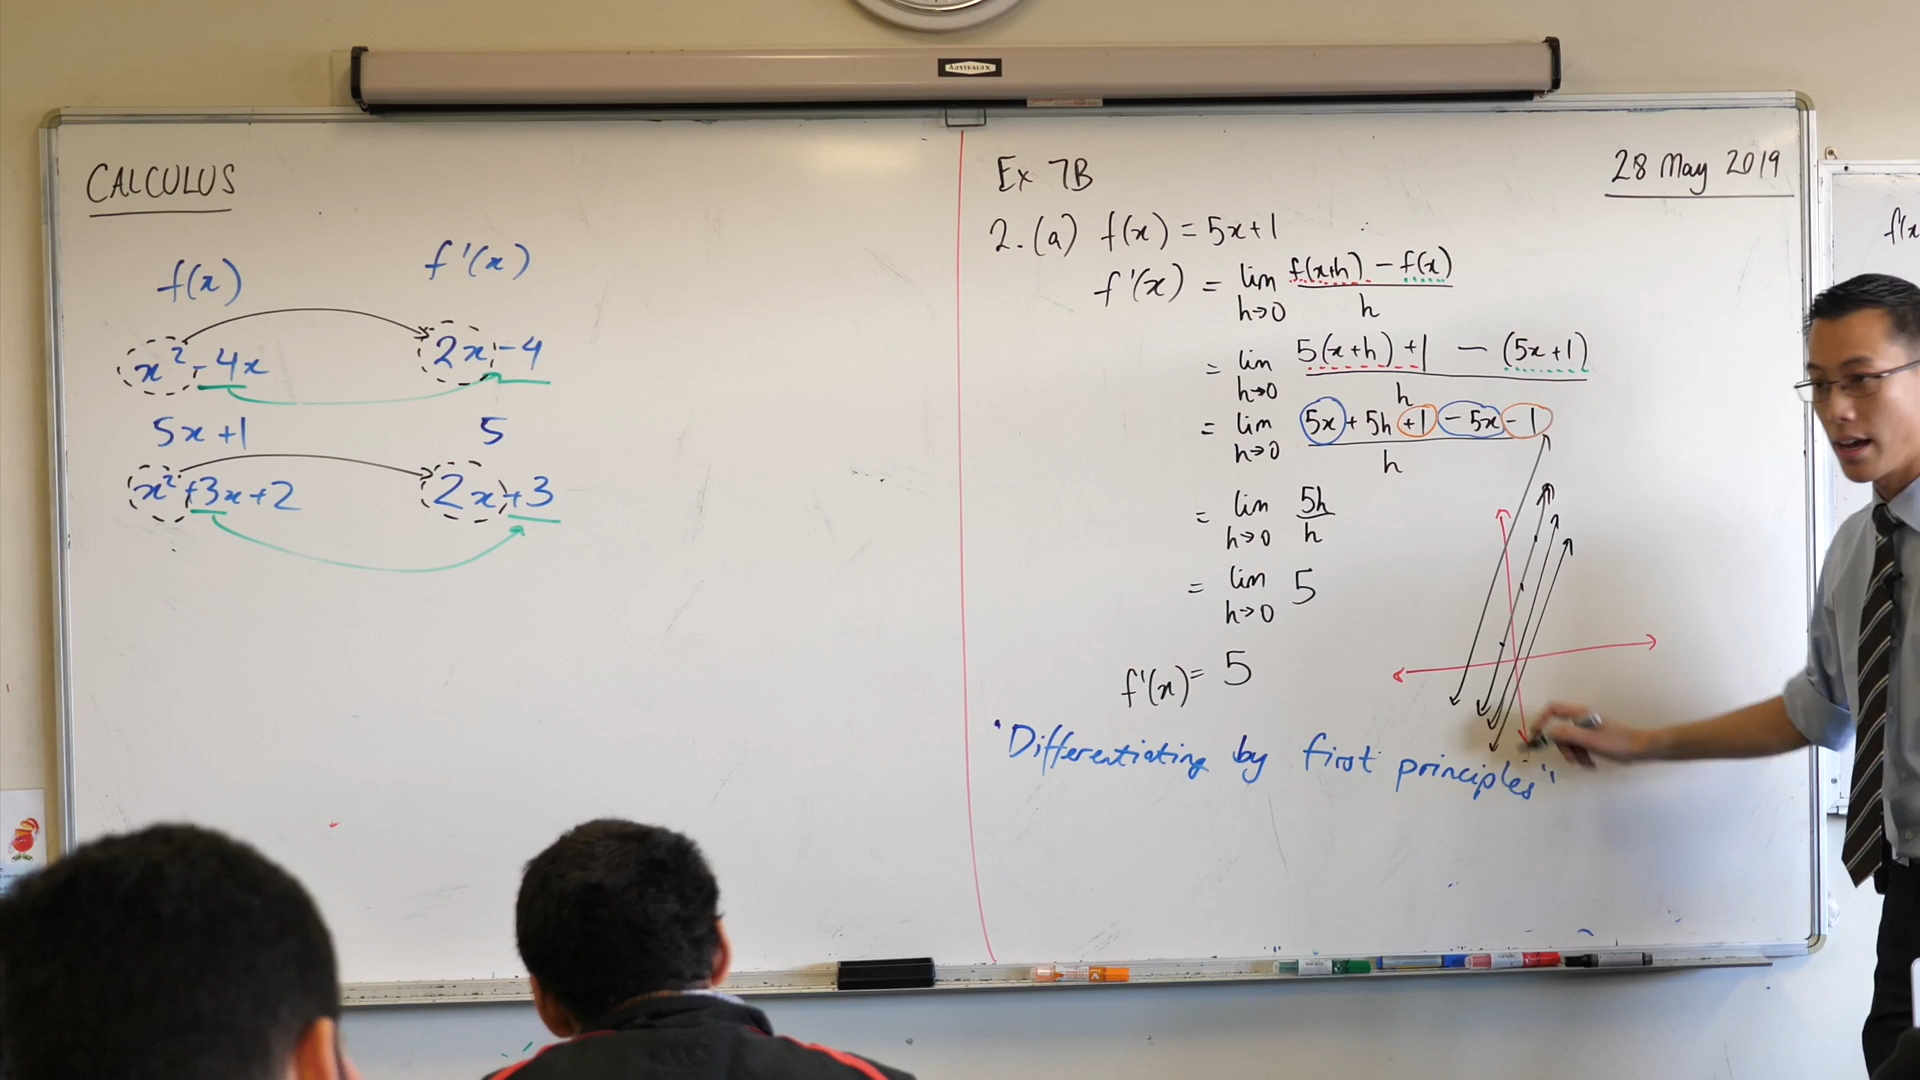 AUSTRALUX
CALCULUS
f(x) f'(x)
x² - 4x 2x - 4
5x + 1 5
x² + 3x + 2 2x + 3
Ex 7B
28 May 2019
2. (a) f(x) = 5x+1
f'(x) = lim h→0 f(x+h) - f(x) / h
= lim h→0 5(x+h) + 1 - (5x+1) / h
= lim h→0 5x + 5h + 1 - 5x - 1 / h
= lim h→0 5h / h
= lim h→0 5
f'(x) = 5
"Differentiating by first principles"
f'(x